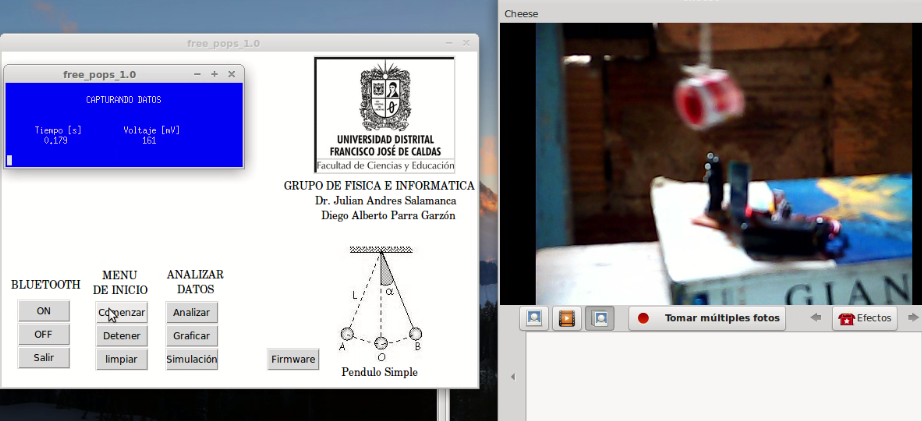 free_pops_1.0
free_pops_1.0
CAPTURANDO DATOS
Tiempo [s] Voltaje [mV]
0.179 161
UNIVERSIDAD DISTRITAL
FRANCISCO JOSÉ DE CALDAS
Facultad de Ciencias y Educación
GRUPO DE FISICA E INFORMATICA
Dr. Julian Andres Salamanca
Diego Alberto Parra Garzón
BLUETOOTH
ON
OFF
Salir
MENU
DE INICIO
Comenzar
Detener
limpiar
ANALIZAR
DATOS
Analizar
Graficar
Simulación
Firmware
L
α
A
O
B
Pendulo Simple
Cheese
GIAN
Tomar múltiples fotos
Efectos